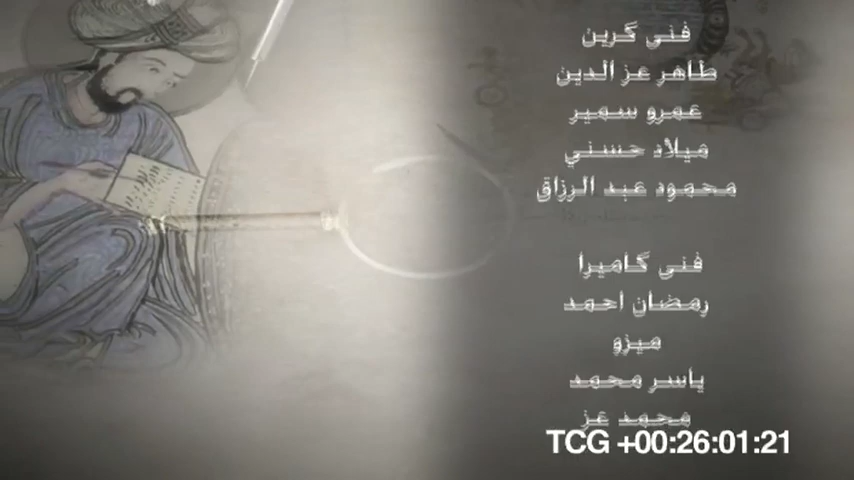 فني كرين
طاهر عز الدين
عمرو سمير
ميلاد حسني
محمود عبد الرزاق
فني كاميرا
رمضان احمد
ميزو
ياسر محمد
محمد عز
TCG +00:26:01:21